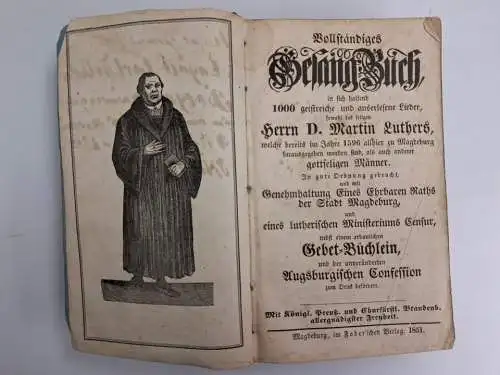 Vollständiges
Gesang-Buch,
in sich haltend
1000 geistreiche und auserlesene Lieder,
sowohl des seligen
Herrn D. Martin Luthers,
welche bereits im Jahre 1596 allhier zu Magdeburg
herausgegeben worden sind, als auch anderer
gottseligen Männer.
In gute Ordnung gebracht,
und mit
Genehmhaltung Eines Ehrbaren Raths
der Stadt Magdeburg,
und
eines lutherischen Ministeriums Censur,
nebst einem erbaulichen
Gebet-Büchlein,
und der unveränderten
Augsburgischen Confession
zum Druck befördert.
Mit Königl. Preuß. und Churfürstl. Brandenb.
allergnädigster Freyheit.
Magdeburg, im Faber'schen Verlag. 1851.